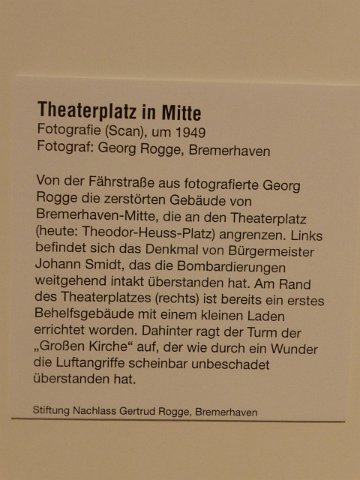 Theaterplatz in Mitte
Fotografie (Scan), um 1949
Fotograf: Georg Rogge, Bremerhaven
Von der Fährstraße aus fotografierte Georg
Rogge die zerstörten Gebäude von
Bremerhaven-Mitte, die an den Theaterplatz
(heute: Theodor-Heuss-Platz) angrenzen. Links
befindet sich das Denkmal von Bürgermeister
Johann Smidt, das die Bombardierungen
weitgehend intakt überstanden hat. Am Rand
des Theaterplatzes (rechts) ist bereits ein erstes
Behelfsgebäude mit einem kleinen Laden
errichtet worden. Dahinter ragt der Turm der
„Großen Kirche“ auf, der wie durch ein Wunder
die Luftangriffe scheinbar unbeschadet
überstanden hat.
Stiftung Nachlass Gertrud Rogge, Bremerhaven